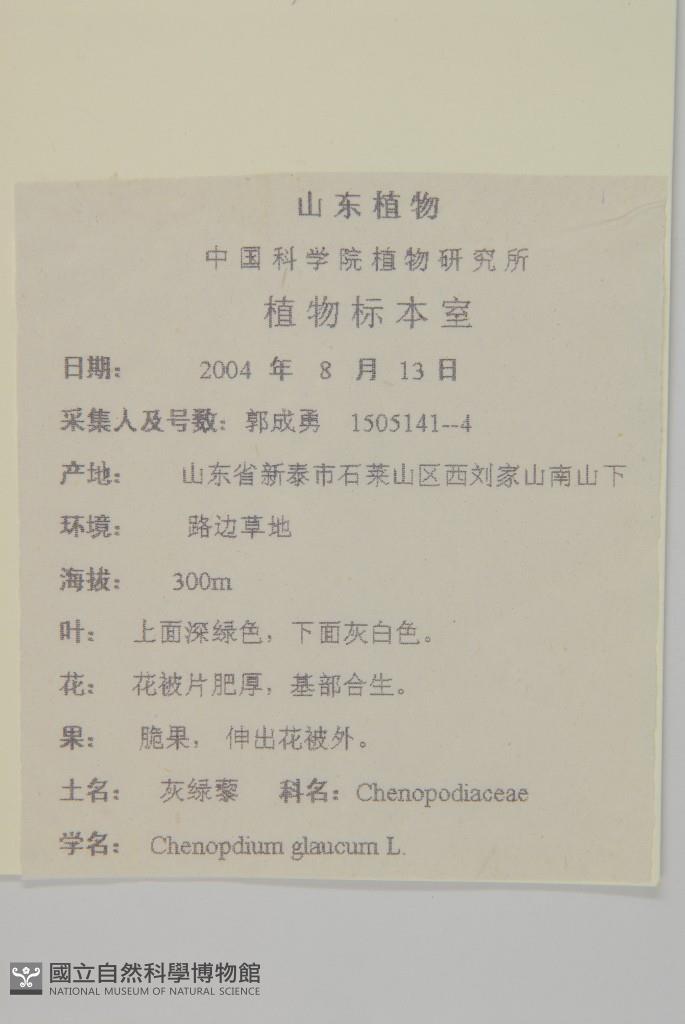 山东植物
中国科学院植物研究所
植物标本室
日期： 2004 年 8 月 13 日
采集人及号数：郭成勇 1505141--4
产地： 山东省新泰市石莱山区西刘家山南山下
环境： 路边草地
海拔： 300m
叶： 上面深绿色，下面灰白色。
花： 花被片肥厚，基部合生。
果： 脆果， 伸出花被外。
土名： 灰绿藜 科名：Chenopodiaceae
学名： Chenopdium glaucum L.
國立自然科學博物館
NATIONAL MUSEUM OF NATURAL SCIENCE